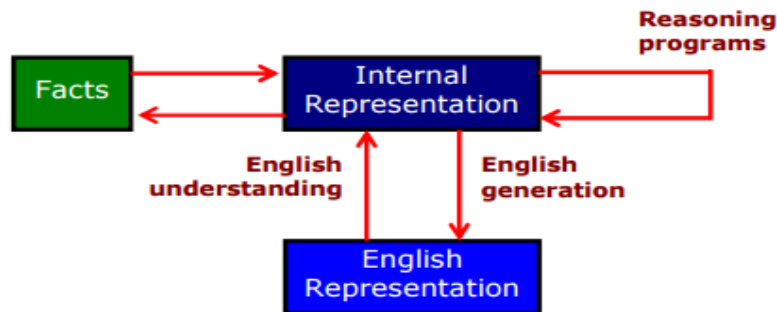 Reasoning
programs
Facts
Internal
Representation
English
understanding
English
generation
English
Representation